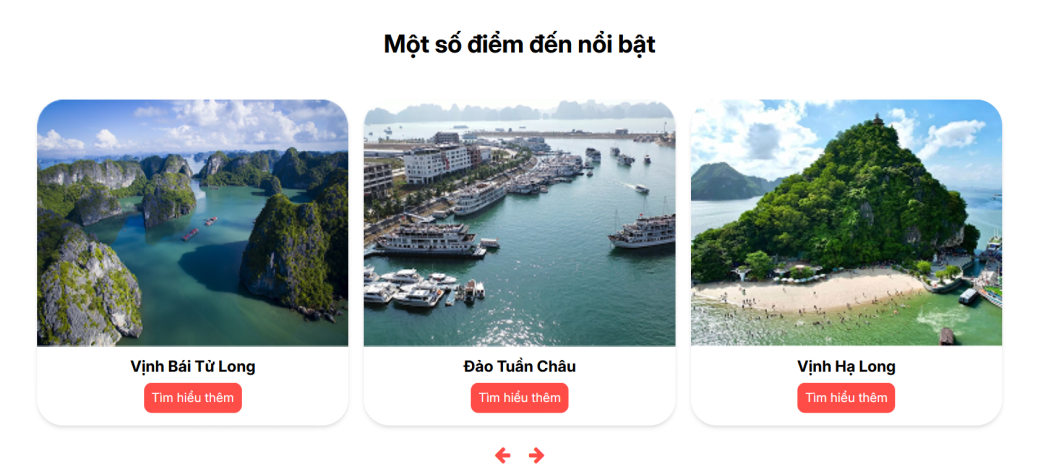 Một số điểm đến nổi bật
Vịnh Bái Tử Long
Tìm hiểu thêm
Đảo Tuần Châu
Tìm hiểu thêm
Vịnh Hạ Long
Tìm hiểu thêm